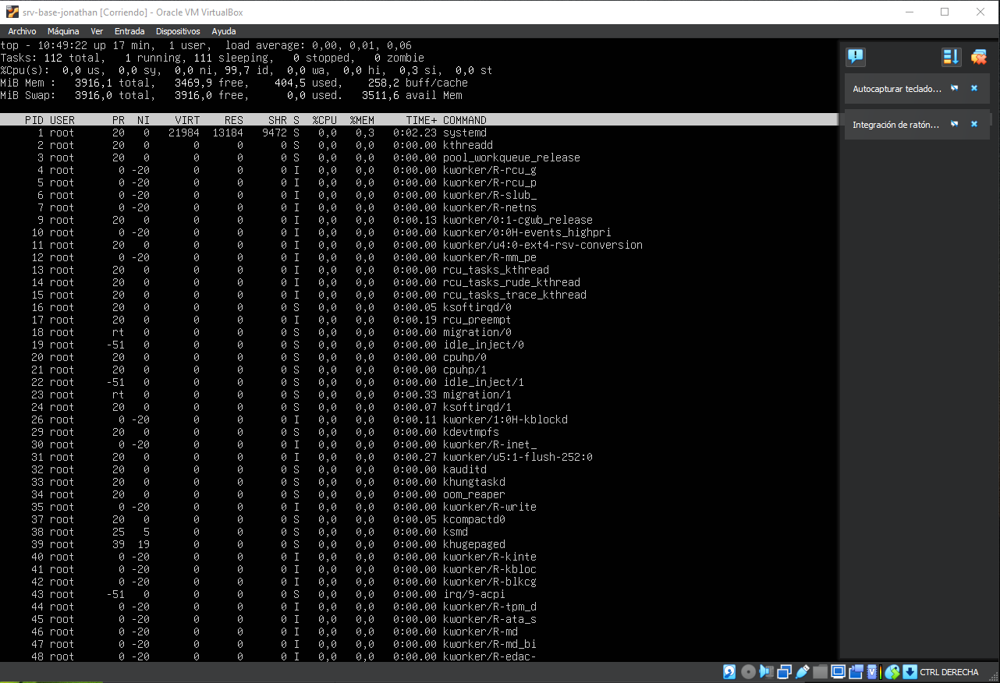 srv-base-jonathan [Corriendo] - Oracle VM VirtualBox
Archivo Máquina Ver Entrada Dispositivos Ayuda
top - 10:49:22 up 17 min, 1 user, load average: 0,00, 0,01, 0,06
Tasks: 112 total, 1 running, 111 sleeping, 0 stopped, 0 zombie
%Cpu(s): 0,0 us, 0,0 sy, 0,0 ni, 99,7 id, 0,0 wa, 0,0 hi, 0,3 si, 0,0 st
MiB Mem : 3916,1 total, 3469,9 free, 404,5 used, 258,2 buff/cache
MiB Swap: 3916,0 total, 3916,0 free, 0,0 used. 3511,6 avail Mem
PID USER PR NI VIRT RES SHR S %CPU %MEM TIME+ COMMAND
1 root 20 0 21984 13184 9472 S 0,0 0,3 0:02.23 systemd
2 root 20 0 0 0 0 S 0,0 0,0 0:00.00 kthreadd
3 root 20 0 0 0 0 S 0,0 0,0 0:00.00 pool_workqueue_release
4 root 0 -20 0 0 0 I 0,0 0,0 0:00.00 kworker/R-rcu_g
5 root 0 -20 0 0 0 I 0,0 0,0 0:00.00 kworker/R-rcu_p
6 root 0 -20 0 0 0 I 0,0 0,0 0:00.00 kworker/R-slub_
7 root 0 -20 0 0 0 I 0,0 0,0 0:00.00 kworker/R-netns
9 root 20 0 0 0 0 I 0,0 0,0 0:00.13 kworker/0:1-cgwb_release
10 root 0 -20 0 0 0 I 0,0 0,0 0:00.00 kworker/0:0H-events_highpri
11 root 20 0 0 0 0 I 0,0 0,0 0:00.00 kworker/u4:0-ext4-rsv-conversion
12 root 0 -20 0 0 0 I 0,0 0,0 0:00.00 kworker/R-mm_pe
13 root 20 0 0 0 0 I 0,0 0,0 0:00.00 rcu_tasks_kthread
14 root 20 0 0 0 0 I 0,0 0,0 0:00.00 rcu_tasks_rude_kthread
15 root 20 0 0 0 0 I 0,0 0,0 0:00.00 rcu_tasks_trace_kthread
16 root 20 0 0 0 0 S 0,0 0,0 0:00.05 ksoftirqd/0
17 root 20 0 0 0 0 I 0,0 0,0 0:00.19 rcu_preempt
18 root rt 0 0 0 0 S 0,0 0,0 0:00.00 migration/0
19 root -51 0 0 0 0 S 0,0 0,0 0:00.00 idle_inject/0
20 root 20 0 0 0 0 S 0,0 0,0 0:00.00 cpuhp/0
21 root 20 0 0 0 0 S 0,0 0,0 0:00.00 cpuhp/1
22 root -51 0 0 0 0 S 0,0 0,0 0:00.00 idle_inject/1
23 root rt 0 0 0 0 S 0,0 0,0 0:00.33 migration/1
24 root 20 0 0 0 0 S 0,0 0,0 0:00.07 ksoftirqd/1
26 root 0 -20 0 0 0 I 0,0 0,0 0:00.11 kworker/1:0H-kblockd
29 root 20 0 0 0 0 S 0,0 0,0 0:00.00 kdevtmpfs
30 root 0 -20 0 0 0 I 0,0 0,0 0:00.00 kworker/R-inet_
31 root 20 0 0 0 0 I 0,0 0,0 0:00.27 kworker/u5:1-flush-252:0
32 root 20 0 0 0 0 S 0,0 0,0 0:00.00 kauditd
33 root 20 0 0 0 0 S 0,0 0,0 0:00.00 khungtaskd
34 root 20 0 0 0 0 S 0,0 0,0 0:00.00 oom_reaper
35 root 0 -20 0 0 0 I 0,0 0,0 0:00.00 kworker/R-write
37 root 20 0 0 0 0 S 0,0 0,0 0:00.05 kcompactd0
38 root 25 5 0 0 0 S 0,0 0,0 0:00.00 ksmd
39 root 39 19 0 0 0 S 0,0 0,0 0:00.00 khugepaged
40 root 0 -20 0 0 0 I 0,0 0,0 0:00.00 kworker/R-kinte
41 root 0 -20 0 0 0 I 0,0 0,0 0:00.00 kworker/R-kbloc
42 root 0 -20 0 0 0 I 0,0 0,0 0:00.00 kworker/R-blkcg
43 root -51 0 0 0 0 S 0,0 0,0 0:00.00 irq/9-acpi
44 root 0 -20 0 0 0 I 0,0 0,0 0:00.00 kworker/R-tpm_d
45 root 0 -20 0 0 0 I 0,0 0,0 0:00.00 kworker/R-ata_s
46 root 0 -20 0 0 0 I 0,0 0,0 0:00.00 kworker/R-md
47 root 0 -20 0 0 0 I 0,0 0,0 0:00.00 kworker/R-md_bi
48 root 0 -20 0 0 0 I 0,0 0,0 0:00.00 kworker/R-edac-
Autocapturar teclado...
Integración de ratón...
CTRL DERECHA